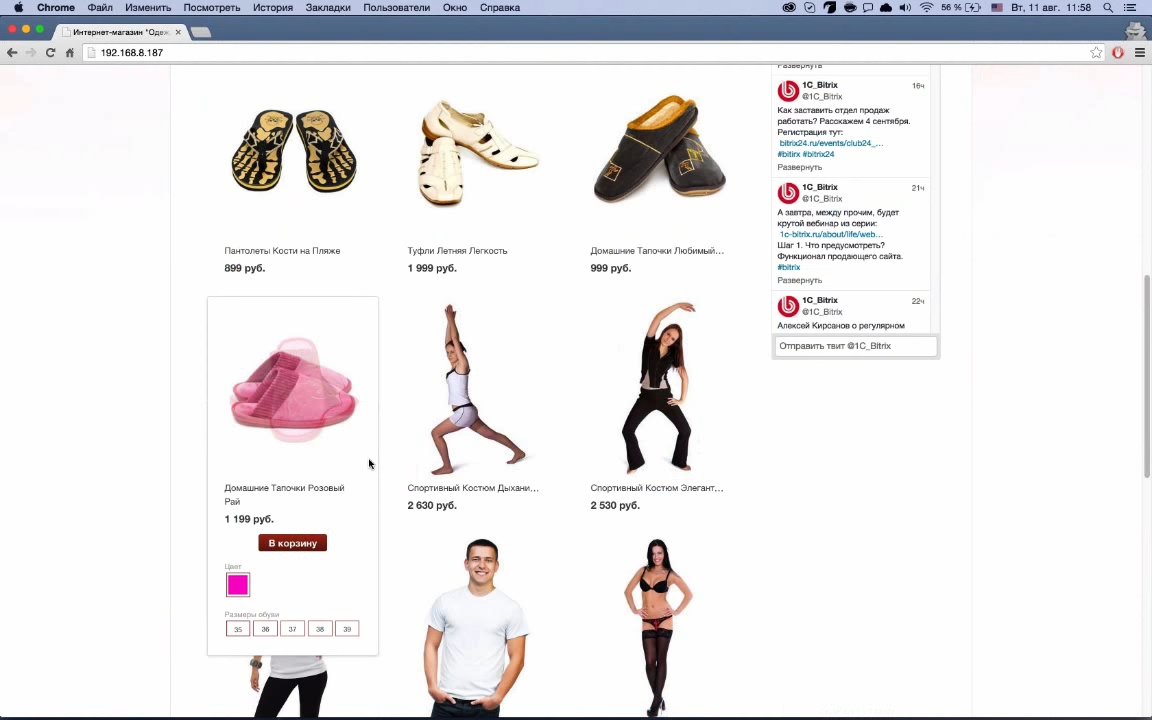 Chrome Файл Изменить Посмотреть История Закладки Пользователи Окно Справка 56 % Вт, 11 авг. 11:58
Интернет-магазин "Одеж
192.168.8.187
Развернуть
1C_Bitrix 16ч
@1C_Bitrix
Как заставить отдел продаж
работать? Расскажем 4 сентября.
Регистрация тут:
bitrix24.ru/events/club24_...
#bitirx #bitrix24
Развернуть
1C_Bitrix 21ч
@1C_Bitrix
А завтра, между прочим, будет
крутой вебинар из серии:
1c-bitrix.ru/about/life/web...
Шаг 1. Что предусмотреть?
Функционал продающего сайта.
#bitrix
Развернуть
1C_Bitrix 22ч
@1C_Bitrix
Алексей Кирсанов о регулярном
Отправить твит @1C_Bitrix
Пантолеты Кости на Пляже
899 руб.
Туфли Летняя Легкость
1 999 руб.
Домашние Тапочки Любимый...
999 руб.
Домашние Тапочки Розовый
Рай
1 199 руб.
В корзину
Цвет
Размеры обуви
35 36 37 38 39
Спортивный Костюм Дыхани...
2 630 руб.
Спортивный Костюм Элегант...
2 530 руб.